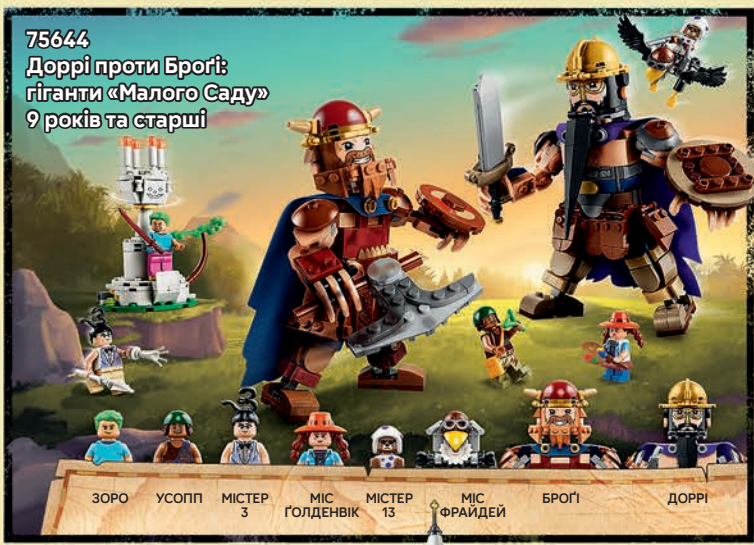 75644
Доррі проти Броґі:
гіганти «Малого Саду»
9 років та старші
ЗОРО
УСОПП
МІСТЕР
3
МІС
ҐОЛДЕНВІК
МІСТЕР
13
МІС
ФРАЙДЕЙ
БРОҐІ
ДОРРІ